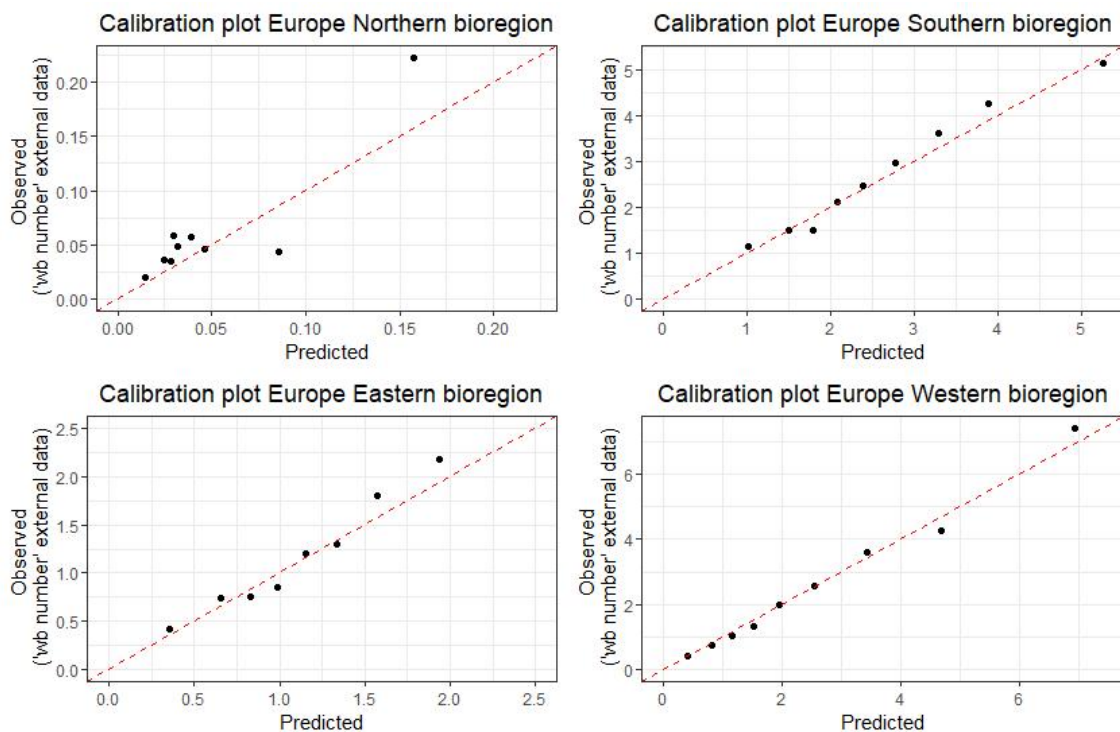 Calibration plot Europe Northern bioregion
Observed
('wb number' external data)
0.20
0.15
0.10
0.05
0.00
0.00 0.05 0.10 0.15 0.20
Predicted
Calibration plot Europe Southern bioregion
Observed
('wb number' external data)
5
4
3
2
1
0
0 1 2 3 4 5
Predicted
Calibration plot Europe Eastern bioregion
Observed
('wb number' external data)
2.5
2.0
1.5
1.0
0.5
0.0
0.0 0.5 1.0 1.5 2.0 2.5
Predicted
Calibration plot Europe Western bioregion
Observed
('wb number' external data)
6
4
2
0
0 2 4 6
Predicted